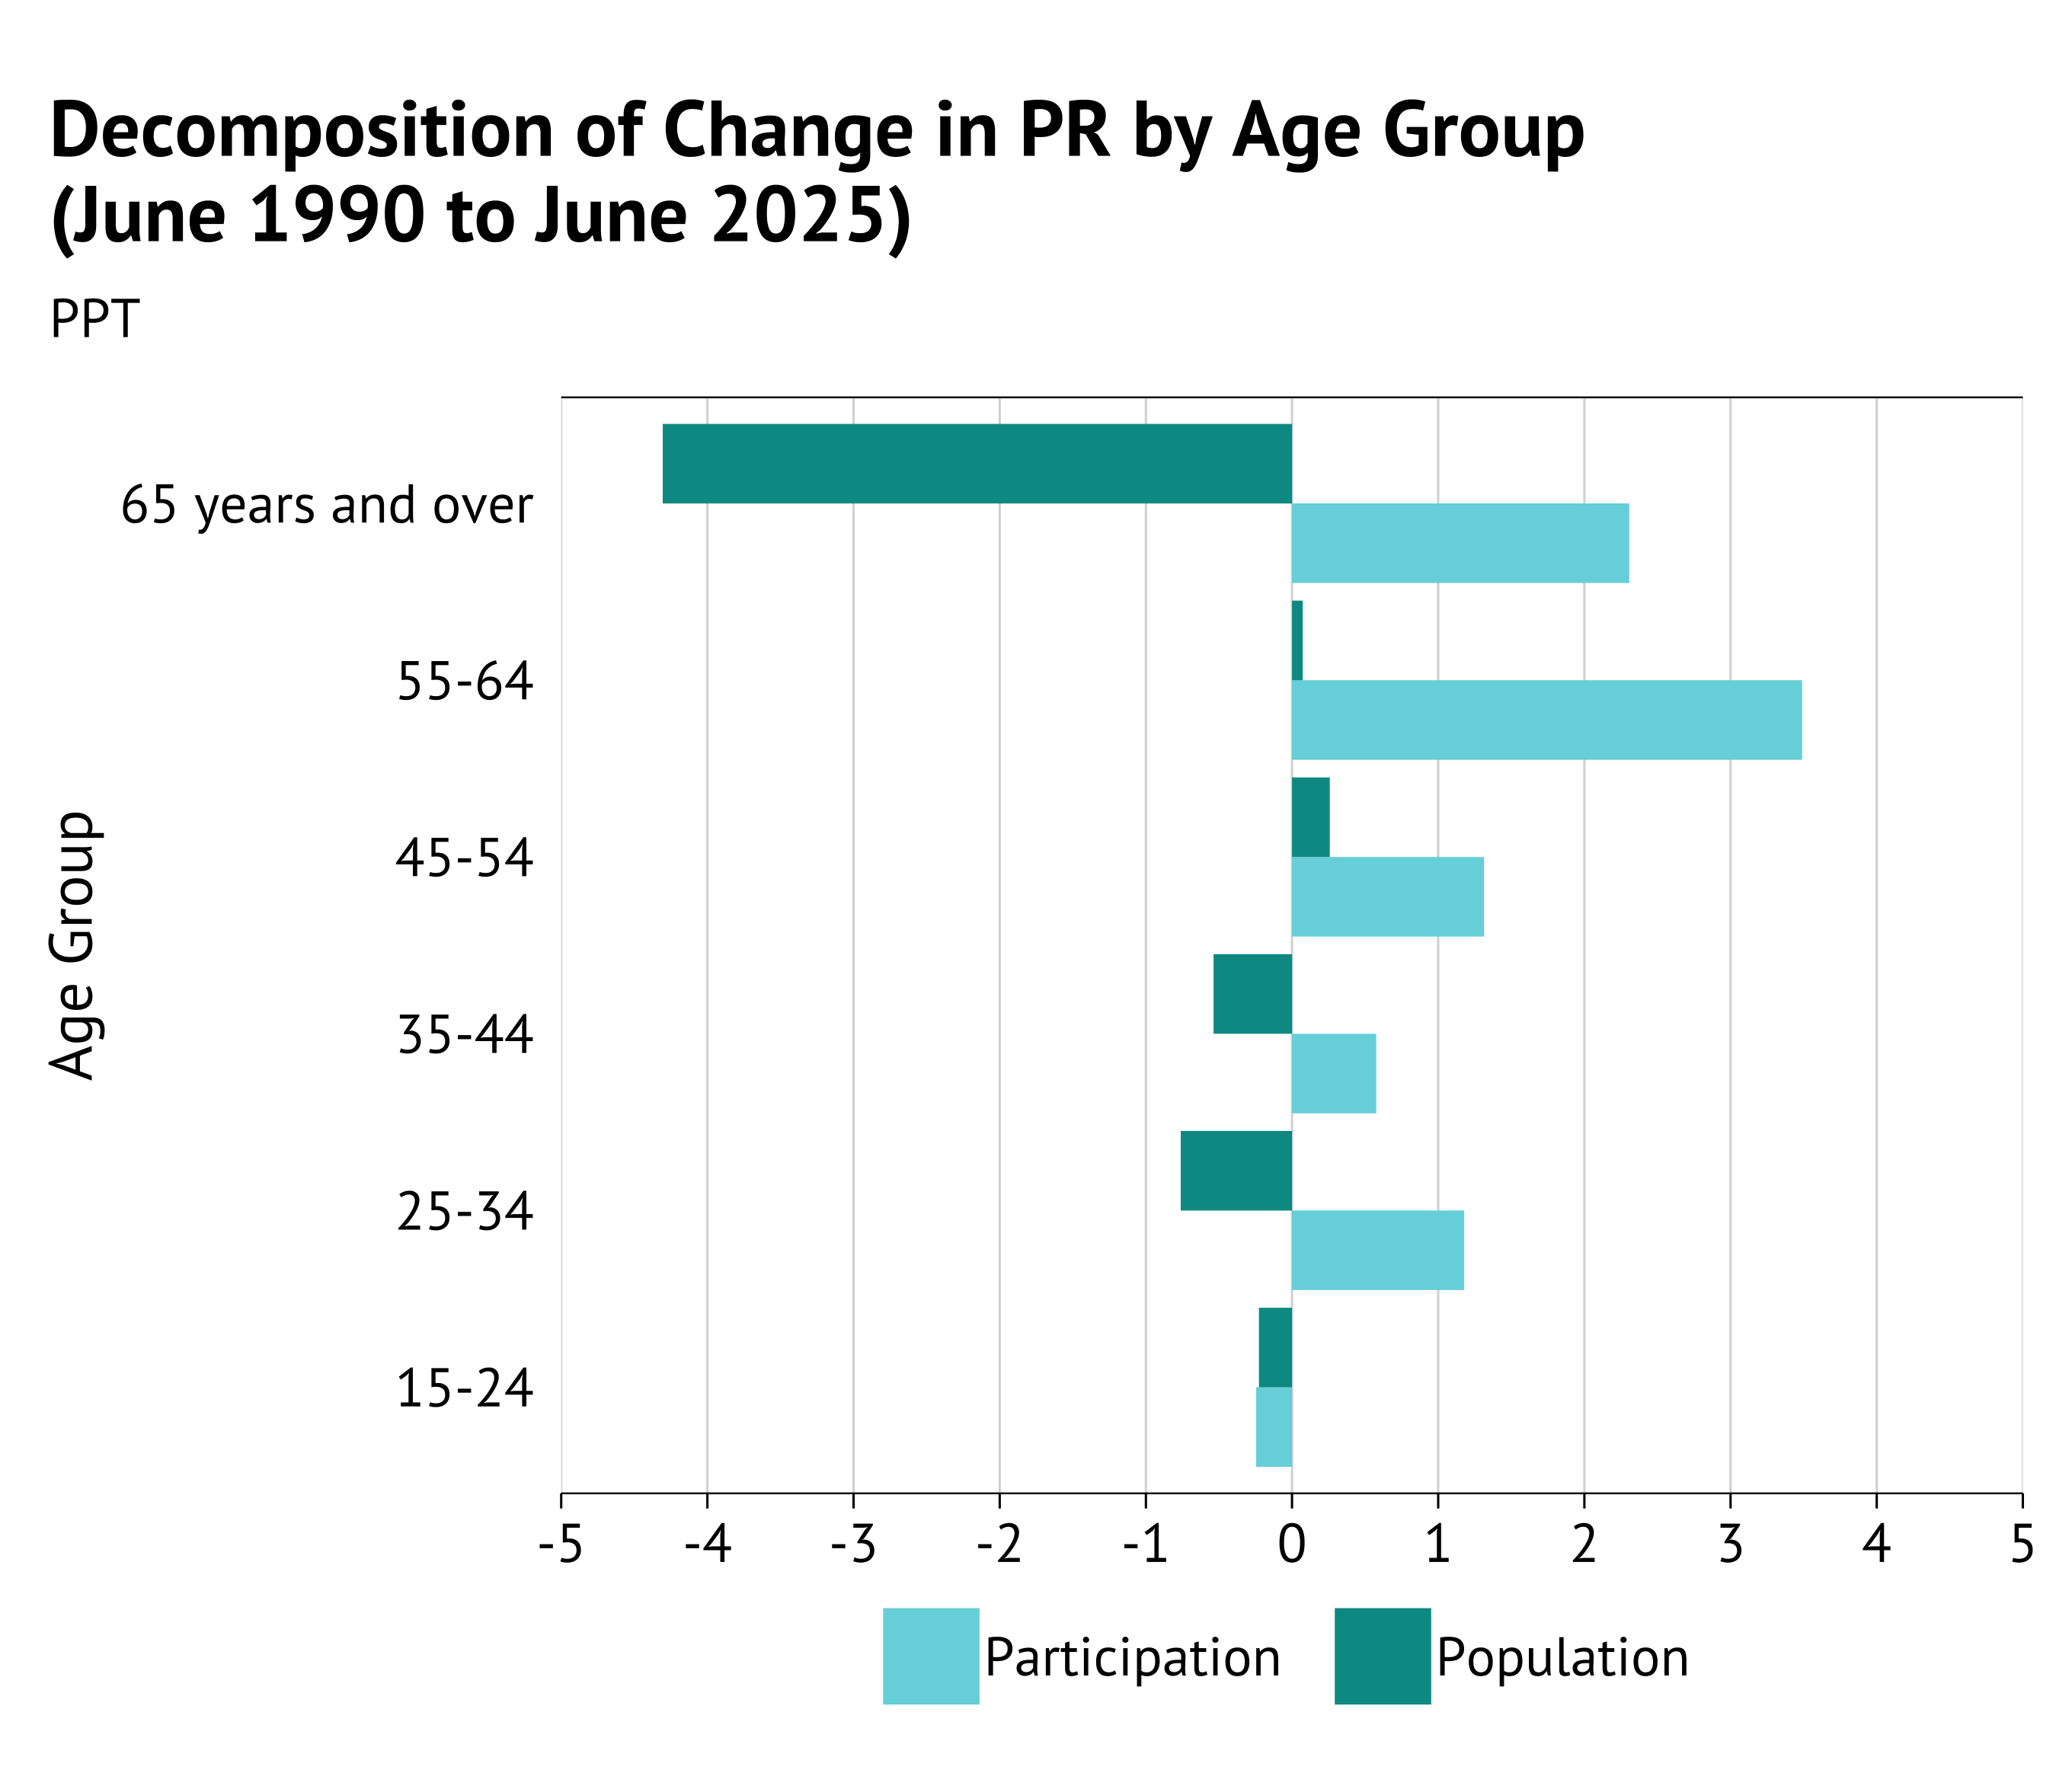 Decomposition of Change in PR by Age Group
(June 1990 to June 2025)
PPT
65 years and over
55-64
45-54
35-44
25-34
15-24
Age Group
-5 -4 -3 -2 -1 0 1 2 3 4 5
Participation Population